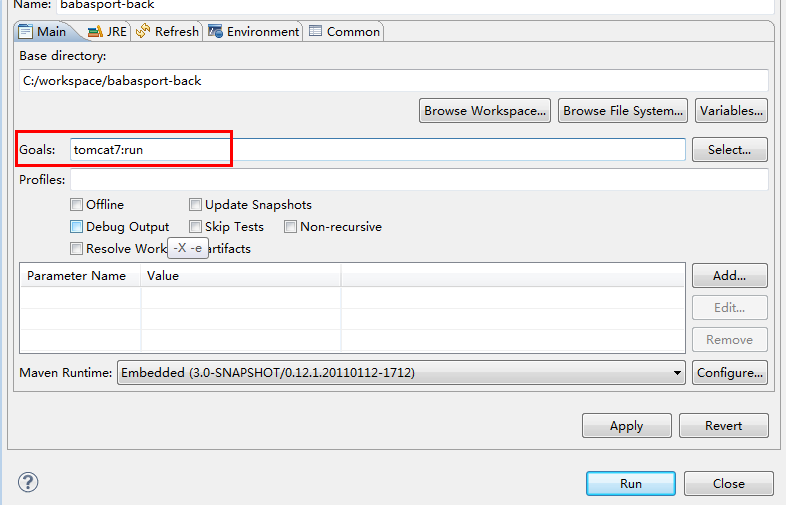 Name: babasport-back
Main JRE Refresh Environment Common
Base directory:
C:/workspace/babasport-back
Browse Workspace... Browse File System... Variables...
Goals: tomcat7:run Select...
Profiles:
Offline Update Snapshots
Debug Output Skip Tests Non-recursive
Resolve Work -X -e artifacts
Parameter Name Value Add...
Edit...
Remove
Maven Runtime: Embedded (3.0-SNAPSHOT/0.12.1.20110112-1712) Configure...
Apply Revert
? Run Close